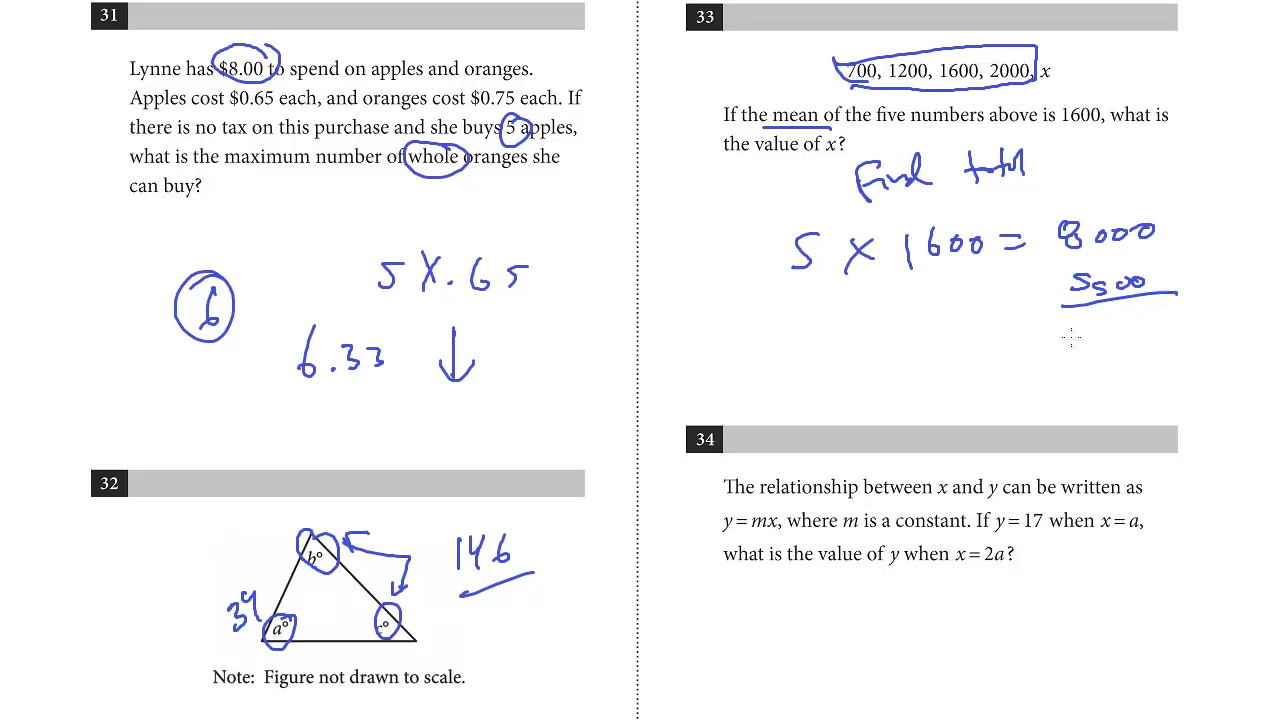 31
Lynne has $8.00 to spend on apples and oranges.
Apples cost $0.65 each, and oranges cost $0.75 each. If
there is no tax on this purchase and she buys 5 apples,
what is the maximum number of whole oranges she
can buy?
5 X .65
6
6.33
32
b°
146
34
a°
c°
Note: Figure not drawn to scale.
33
700, 1200, 1600, 2000, x
If the mean of the five numbers above is 1600, what is
the value of x?
Find total
5 X 1600 = 8000
5500
34
The relationship between x and y can be written as
y = mx, where m is a constant. If y = 17 when x = a,
what is the value of y when x = 2a?